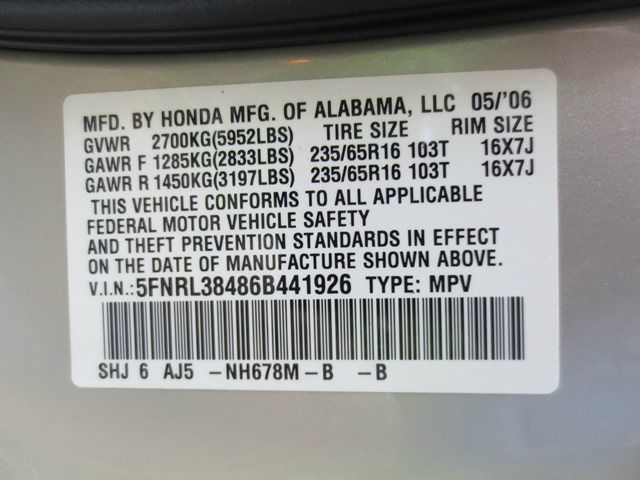 MFD. BY HONDA MFG. OF ALABAMA, LLC 05/'06
GVWR 2700KG(5952LBS) TIRE SIZE RIM SIZE
GAWR F 1285KG(2833LBS) 235/65R16 103T 16X7J
GAWR R 1450KG(3197LBS) 235/65R16 103T 16X7J
THIS VEHICLE CONFORMS TO ALL APPLICABLE
FEDERAL MOTOR VEHICLE SAFETY
AND THEFT PREVENTION STANDARDS IN EFFECT
ON THE DATE OF MANUFACTURE SHOWN ABOVE.
V.I.N.:5FNRL38486B441926 TYPE: MPV
SHJ 6 AJ5 -NH678M-B -B